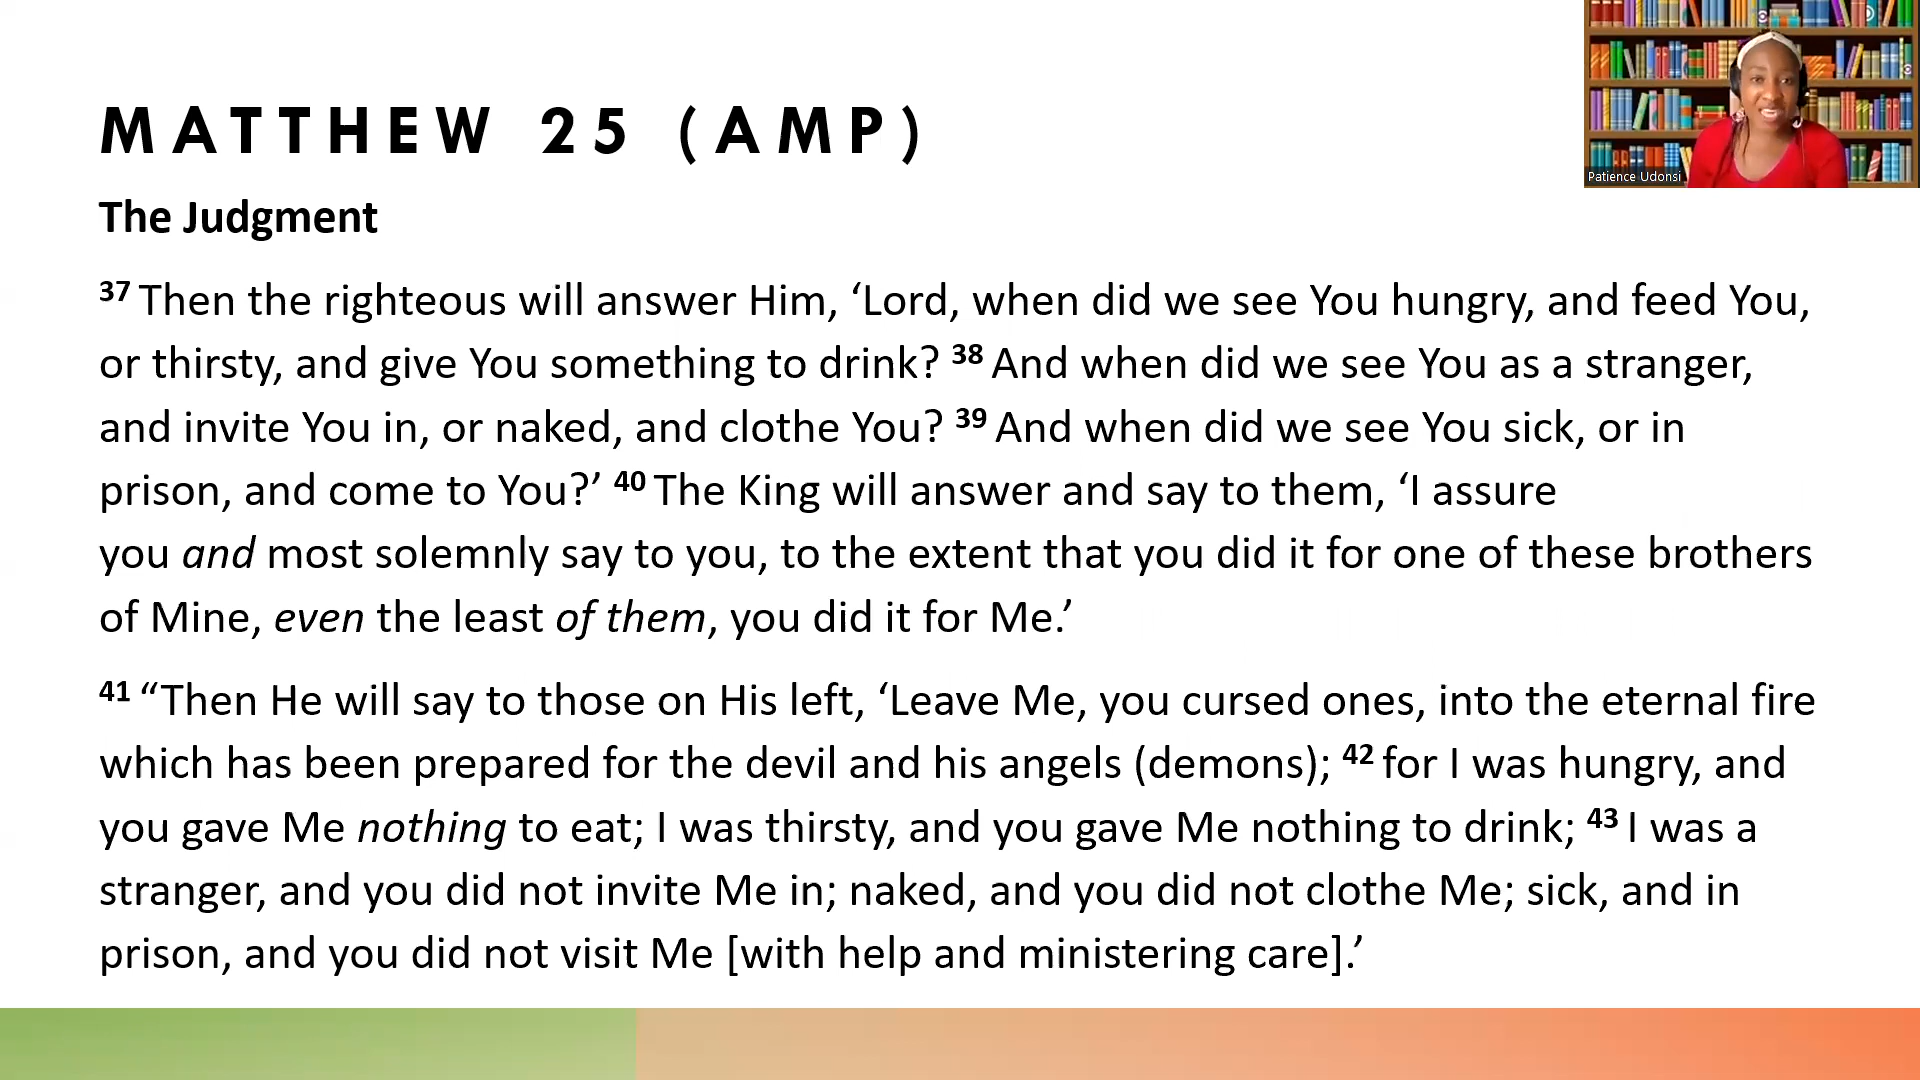 MATTHEW 25 (AMP)
Patience Udonsi
The Judgment
37 Then the righteous will answer Him, ‘Lord, when did we see You hungry, and feed You,
or thirsty, and give You something to drink? 38 And when did we see You as a stranger,
and invite You in, or naked, and clothe You? 39 And when did we see You sick, or in
prison, and come to You?’ 40 The King will answer and say to them, ‘I assure
you and most solemnly say to you, to the extent that you did it for one of these brothers
of Mine, even the least of them, you did it for Me.’
41 “Then He will say to those on His left, ‘Leave Me, you cursed ones, into the eternal fire
which has been prepared for the devil and his angels (demons); 42 for I was hungry, and
you gave Me nothing to eat; I was thirsty, and you gave Me nothing to drink; 43 I was a
stranger, and you did not invite Me in; naked, and you did not clothe Me; sick, and in
prison, and you did not visit Me [with help and ministering care].’